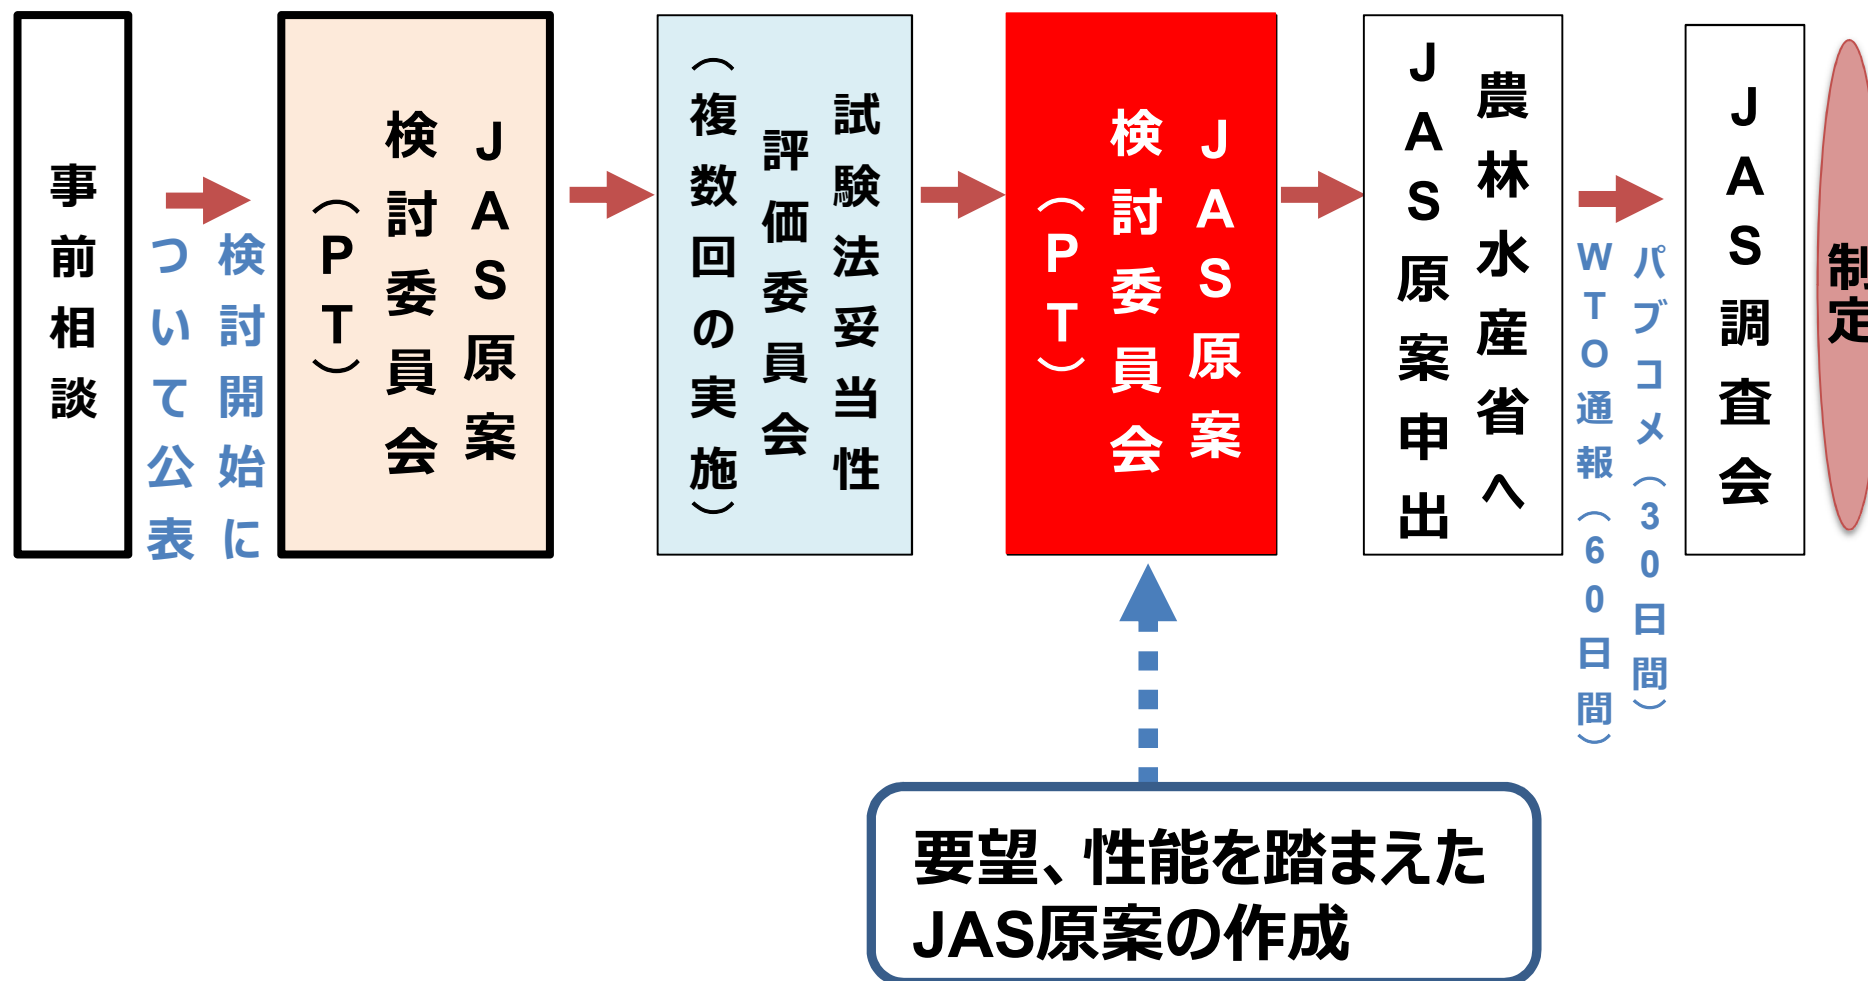 事前相談
検討開始に
ついて公表
JAS原案
検討委員会
（PT）
試験法妥当性
評価委員会
（複数回の実施）
JAS原案
検討委員会
（PT）
農林水産省へ
JAS原案申出
パブコメ（30日間）
WTO通報（60日間）
JAS調査会
制定
要望、性能を踏まえた
JAS原案の作成